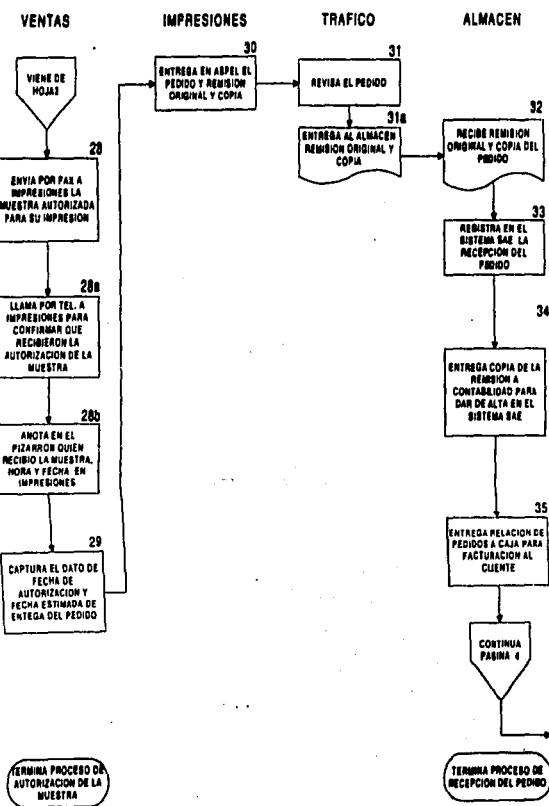 VENTAS
IMPRESIONES
TRAFICO
ALMACEN
VIENE DE
HOJA 2
28
ENVIA POR FAX A
IMPRESIONES LA
MUESTRA AUTORIZADA
PARA SU IMPRESION
28a
LLAMA POR TEL. A
IMPRESIONES PARA
CONFIRMAR QUE
RECIBIERON LA
AUTORIZACION DE LA
MUESTRA
28b
ANOTA EN EL
PIZARRON QUIEN
RECIBIO LA MUESTRA,
HORA Y FECHA EN
IMPRESIONES
29
CAPTURA EL DATO DE
FECHA DE
AUTORIZACION Y
FECHA ESTIMADA DE
ENTEGA DEL PEDIDO
TERMINA PROCESO DE
AUTORIZACION DE LA
MUESTRA
30
ENTREGA EN ASPEL EL
PEDIDO Y REMISION
ORIGINAL Y COPIA
31
REVISA EL PEDIDO
31a
ENTREGA AL ALMACEN
REMISION ORIGINAL Y
COPIA
32
RECIBE REMISION
ORIGINAL Y COPIA DEL
PEDIDO
33
REGISTRA EN EL
SISTEMA SAE LA
RECEPCION DEL
PEDIDO
34
ENTREGA COPIA DE LA
REMISION A
CONTABILIDAD PARA
DAR DE ALTA EN EL
SISTEMA SAE
35
ENTREGA RELACION DE
PEDIDOS A CAJA PARA
FACTURACION AL
CLIENTE
CONTINUA
PAGINA 4
TERMINA PROCESO DE
RECEPCION DEL PEDIDO